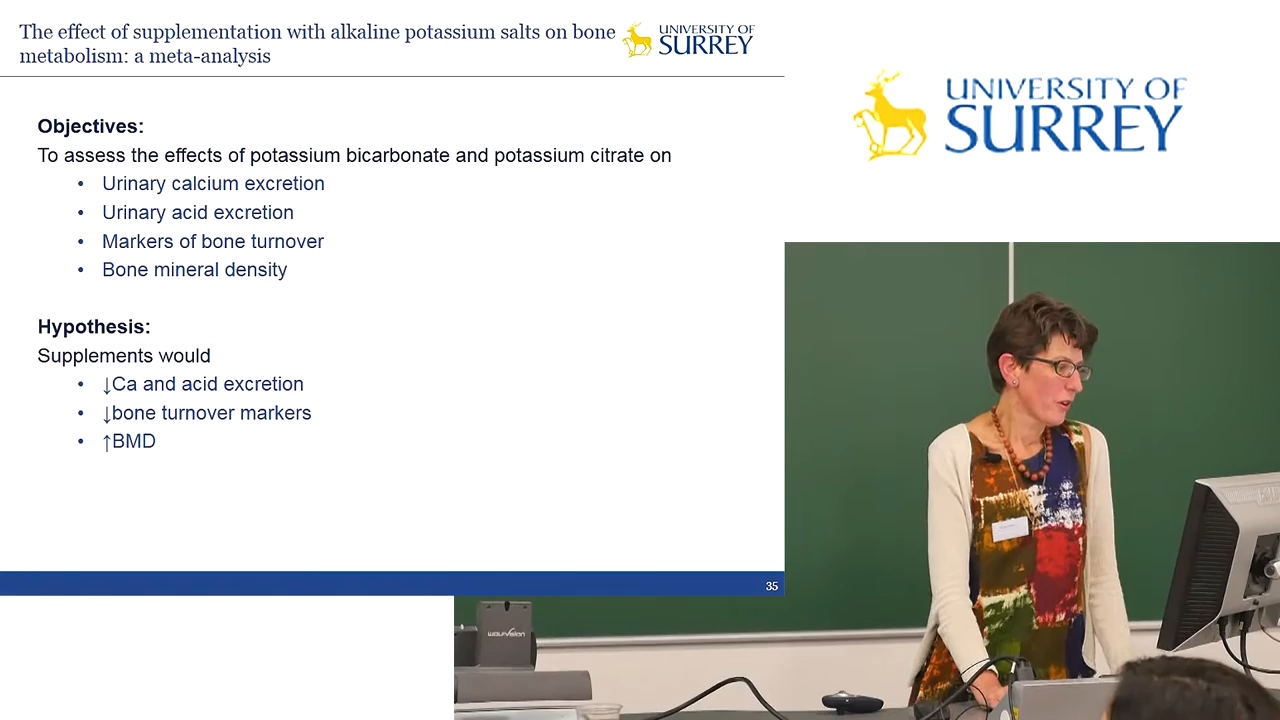 The effect of supplementation with alkaline potassium salts on bone
metabolism: a meta-analysis
UNIVERSITY OF
SURREY
Objectives:
To assess the effects of potassium bicarbonate and potassium citrate on
• Urinary calcium excretion
• Urinary acid excretion
• Markers of bone turnover
• Bone mineral density
Hypothesis:
Supplements would
• ↓Ca and acid excretion
• ↓bone turnover markers
• ↑BMD
35
UNIVERSITY OF
SURREY
wolfvision